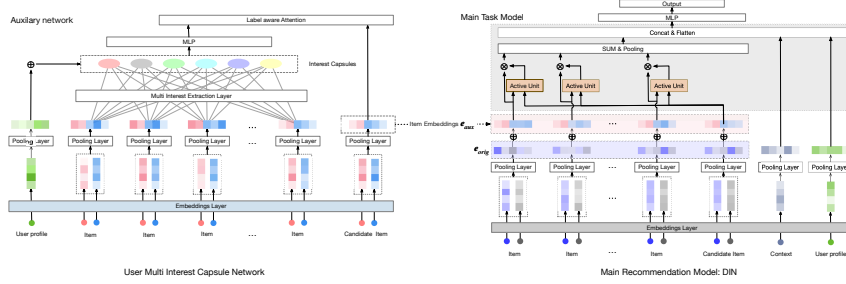 Auxilary network
Label aware Attention
MLP
Interest Capsules
Multi Interest Extraction Layer
...
Item Embeddings e_aux
Pooling Layer
Pooling Layer
Pooling Layer
Pooling Layer
...
Pooling Layer
Pooling Layer
Embeddings Layer
User profile
Item
Item
Item
...
Item
Candidate Item
User Multi Interest Capsule Network
Output
Main Task Model
MLP
Concat & Flatten
SUM & Pooling
Active Unit
Active Unit
Active Unit
...
e_orig
...
Pooling Layer
Pooling Layer
Pooling Layer
Pooling Layer
Pooling Layer
Pooling Layer
...
Embeddings Layer
Item
Item
...
Item
Candidate Item
Context
User profile
Main Recommendation Model: DIN